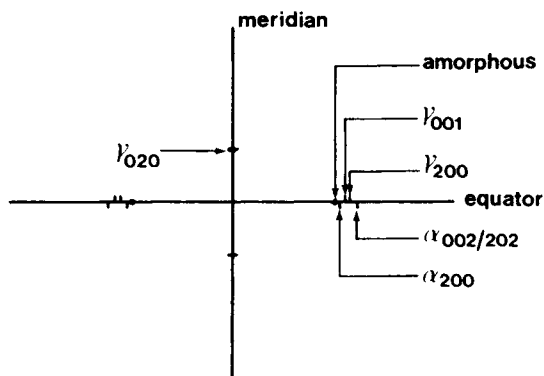 meridian
amorphous
γ001
γ020
γ200
equator
α002/202
α200